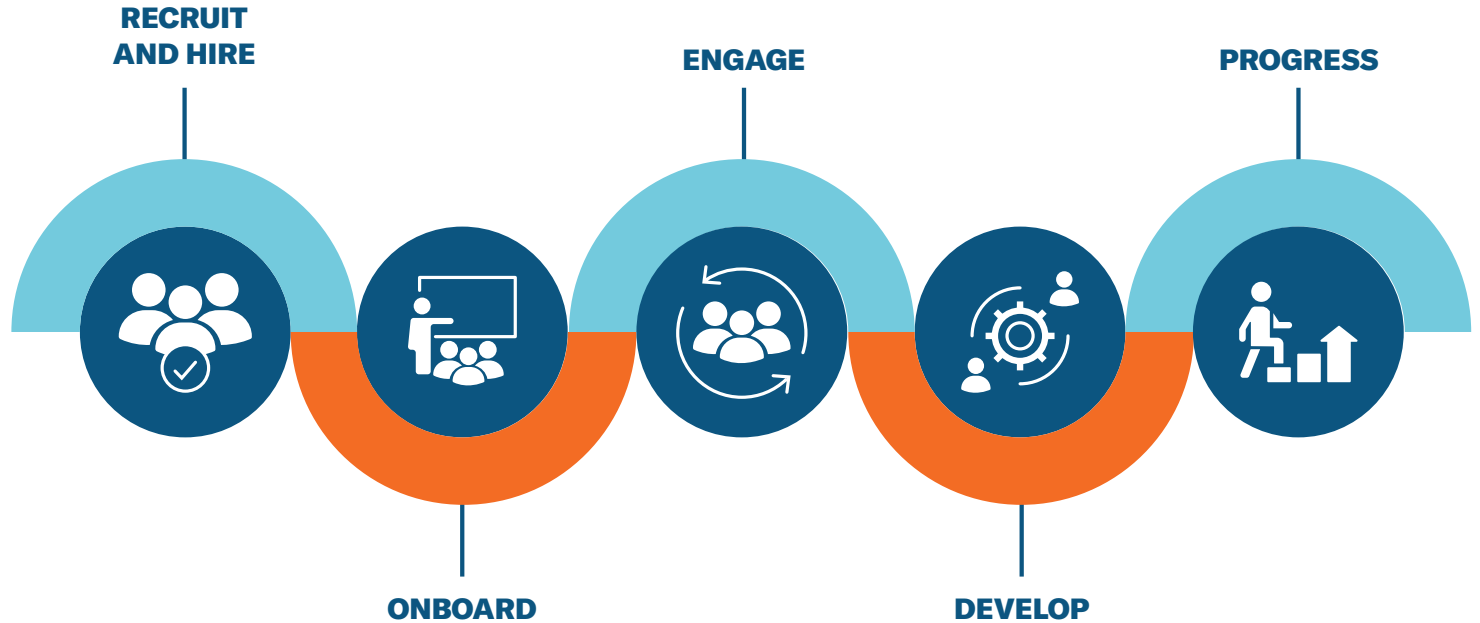 RECRUIT
AND HIRE
ONBOARD
ENGAGE
DEVELOP
PROGRESS